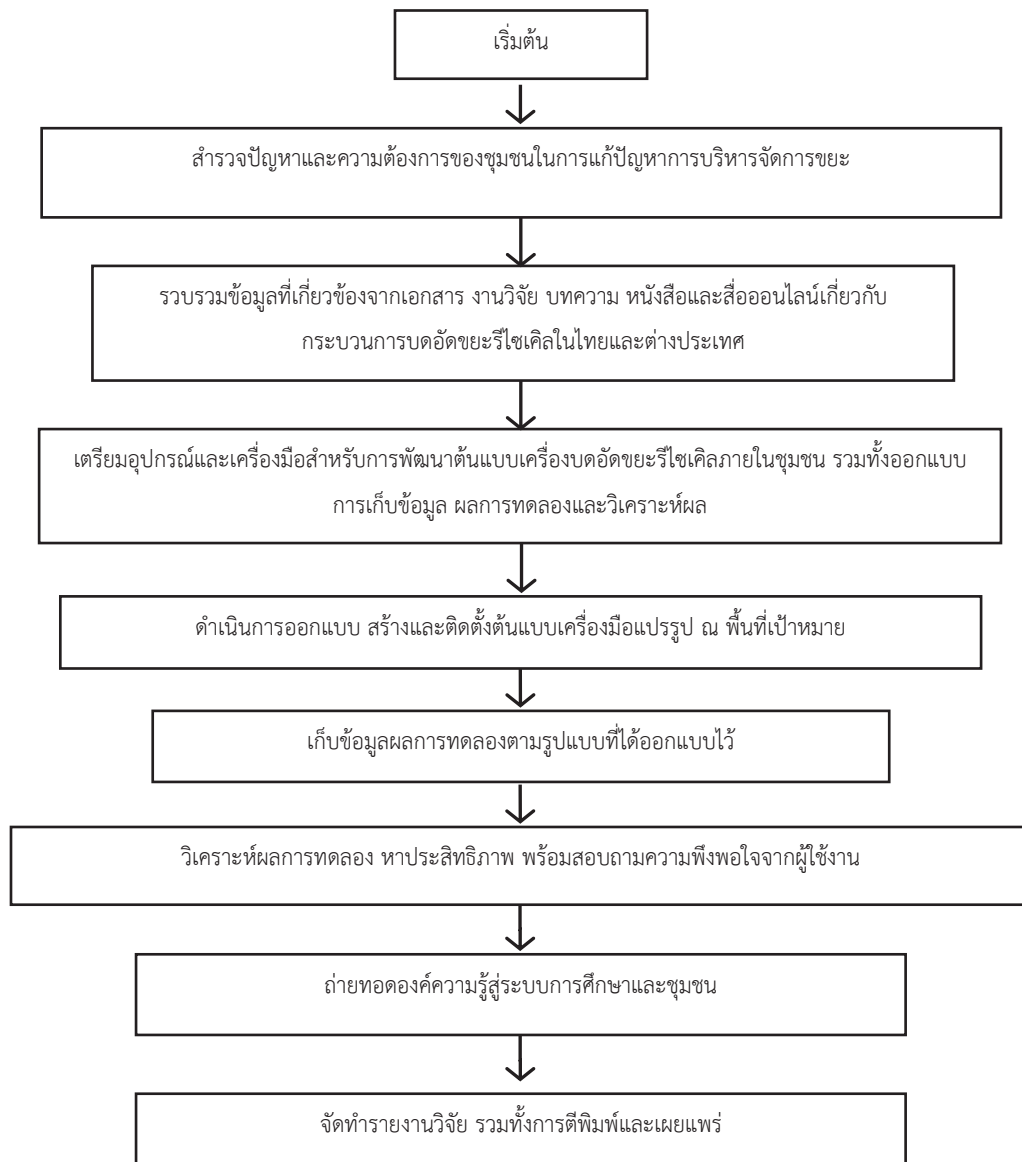 เริ่มต้น
สำรวจปัญหาและความต้องการของชุมชนในการแก้ปัญหาการบริหารจัดการขยะ
รวบรวมข้อมูลที่เกี่ยวข้องจากเอกสาร งานวิจัย บทความ หนังสือและสื่อออนไลน์เกี่ยวกับ
กระบวนการบดอัดขยะรีไซเคิลในไทยและต่างประเทศ
เตรียมอุปกรณ์และเครื่องมือสำหรับการพัฒนาต้นแบบเครื่องบดอัดขยะรีไซเคิลภายในชุมชน รวมทั้งออกแบบ
การเก็บข้อมูล ผลการทดลองและวิเคราะห์ผล
ดำเนินการออกแบบ สร้างและติดตั้งต้นแบบเครื่องมือแปรรูป ณ พื้นที่เป้าหมาย
เก็บข้อมูลผลการทดลองตามรูปแบบที่ได้ออกแบบไว้
วิเคราะห์ผลการทดลอง หาประสิทธิภาพ พร้อมสอบถามความพึงพอใจจากผู้ใช้งาน
ถ่ายทอดองค์ความรู้สู่ระบบการศึกษาและชุมชน
จัดทำรายงานวิจัย รวมทั้งการตีพิมพ์และเผยแพร่